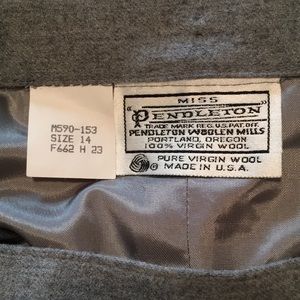 M590-153
SIZE 14
F662 H 23
MISS
"PENDLETON"
TRADE MARK REG.U.S.PAT.OFF.
PENDLETON WOOLEN MILLS
PORTLAND, OREGON
100% VIRGIN WOOL
PURE VIRGIN WOOL
MADE IN U.S.A.